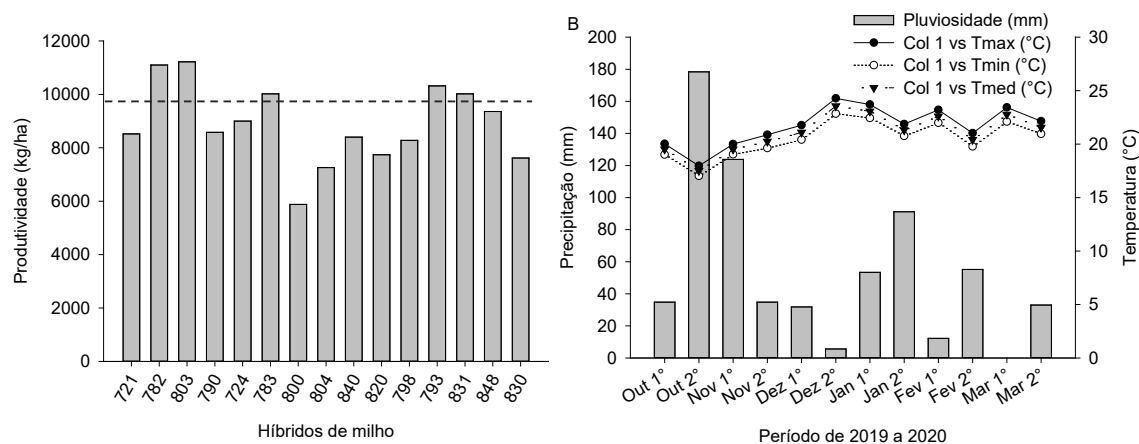 Produtividade (kg/ha)
12000
10000
8000
6000
4000
2000
0
721
782
803
790
724
783
800
804
840
820
798
793
831
848
830
Híbridos de milho
B
Pluviosidade (mm)
Col 1 vs Tmax (°C)
Col 1 vs Tmin (°C)
Col 1 vs Tmed (°C)
Precipitação (mm)
200
180
160
140
120
100
80
60
40
20
0
30
25
20
15
10
5
0
Temperatura (°C)
Out 1°
Out 2°
Nov 1°
Nov 2°
Dez 1°
Dez 2°
Jan 1°
Jan 2°
Fev 1°
Fev 2°
Mar 1°
Mar 2°
Período de 2019 a 2020